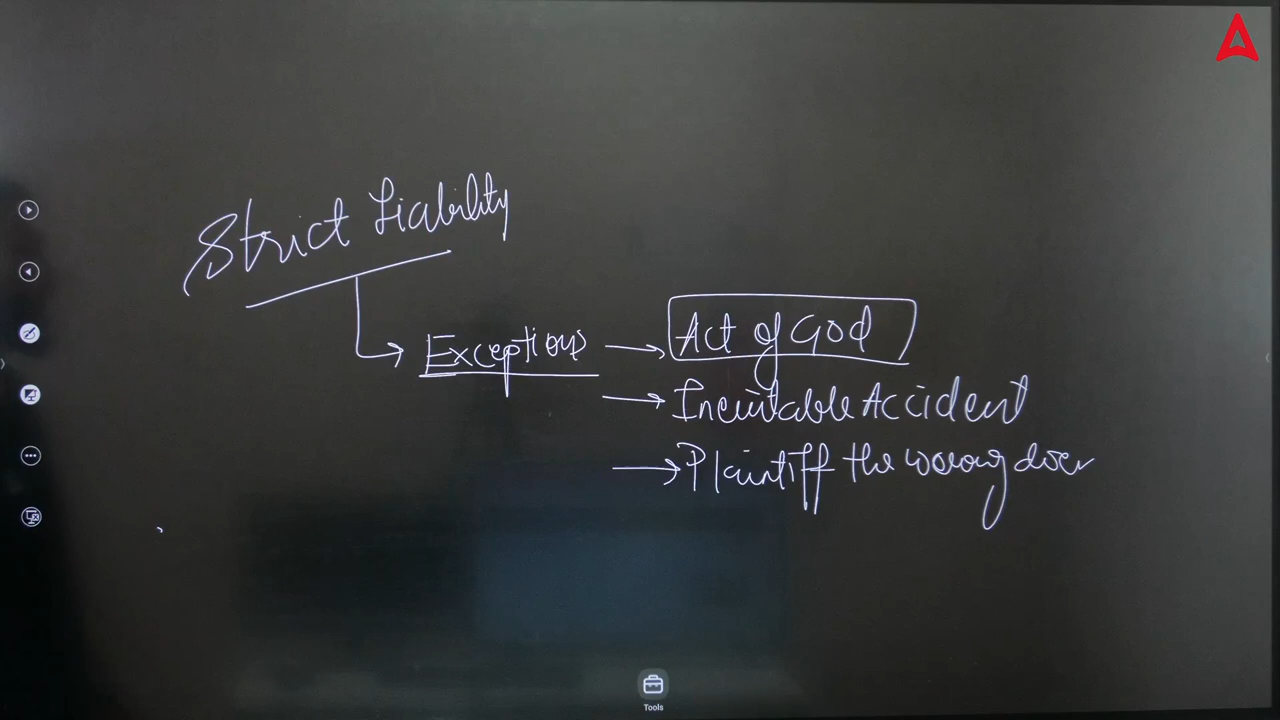 Strict Liability
Exceptions → Act of God
→ Inevitable Accident
→ Plaintiff the wrong doer
Tools